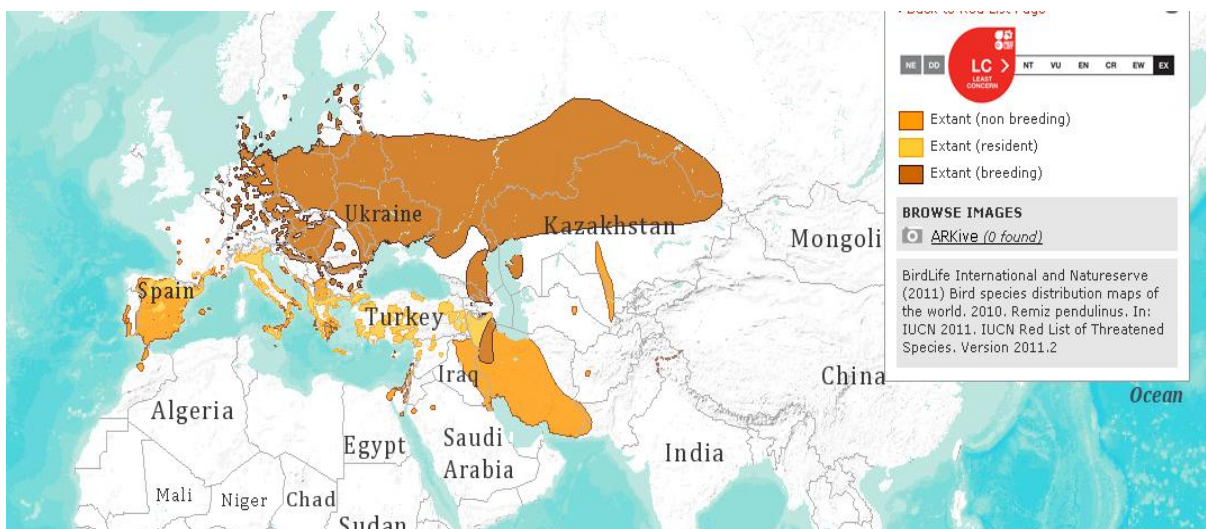 Back to Red List Page
NE DD LC NT VU EN CR EW EX
LEAST
CONCERN
Extant (non breeding)
Extant (resident)
Extant (breeding)
BROWSE IMAGES
ARKive (0 found)
BirdLife International and Natureserve
(2011) Bird species distribution maps of
the world. 2010. Remiz pendulinus. In:
IUCN 2011. IUCN Red List of Threatened
Species. Version 2011.2
Ukraine
Kazakhstan
Mongoli
Spain
Turkey
Iraq
China
Ocean
Algeria
Egypt
Saudi
Arabia
India
Mali
Niger
Chad
Sudan